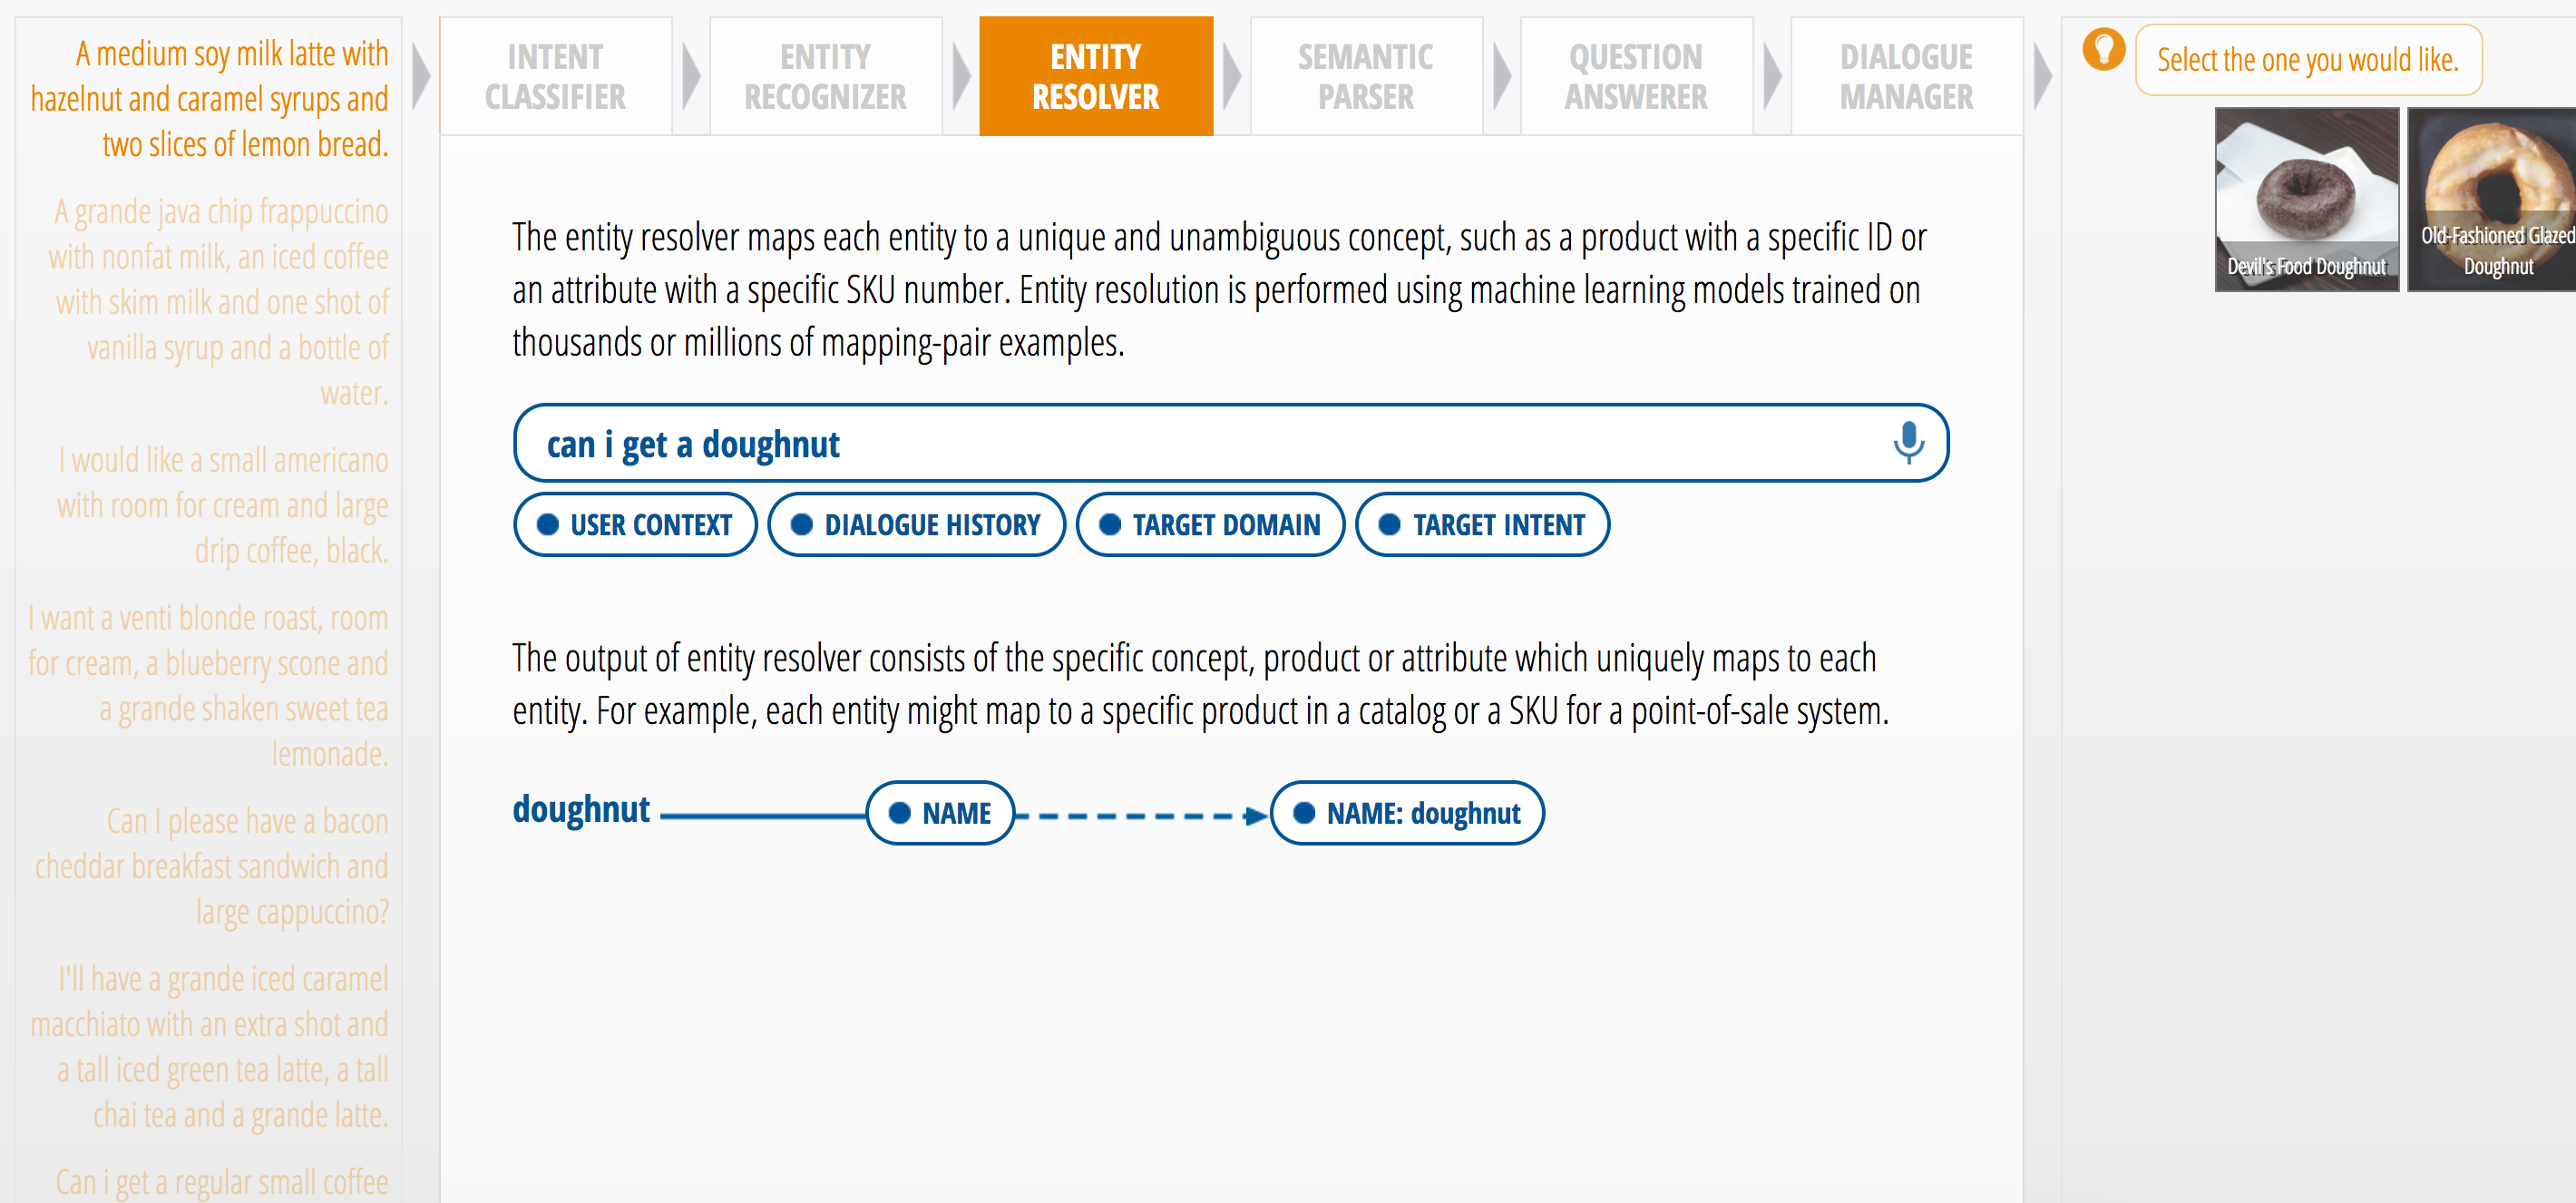 A medium soy milk latte with
hazelnut and caramel syrups and
two slices of lemon bread.
A grande java chip frappuccino
with nonfat milk, an iced coffee
with skim milk and one shot of
vanilla syrup and a bottle of
water.
I would like a small americano
with room for cream and large
drip coffee, black.
I want a venti blonde roast, room
for cream, a blueberry scone and
a grande shaken sweet tea
lemonade.
Can I please have a bacon
cheddar breakfast sandwich and
large cappuccino?
I'll have a grande iced caramel
macchiato with an extra shot and
a tall iced green tea latte, a tall
chai tea and a grande latte.
Can i get a regular small coffee
INTENT
CLASSIFIER
ENTITY
RECOGNIZER
ENTITY
RESOLVER
SEMANTIC
PARSER
QUESTION
ANSWERER
DIALOGUE
MANAGER
The entity resolver maps each entity to a unique and unambiguous concept, such as a product with a specific ID or
an attribute with a specific SKU number. Entity resolution is performed using machine learning models trained on
thousands or millions of mapping-pair examples.
can i get a doughnut
USER CONTEXT
DIALOGUE HISTORY
TARGET DOMAIN
TARGET INTENT
The output of entity resolver consists of the specific concept, product or attribute which uniquely maps to each
entity. For example, each entity might map to a specific product in a catalog or a SKU for a point-of-sale system.
doughnut
NAME
NAME: doughnut
Select the one you would like.
Devil's Food Doughnut
Old-Fashioned Glazed
Doughnut